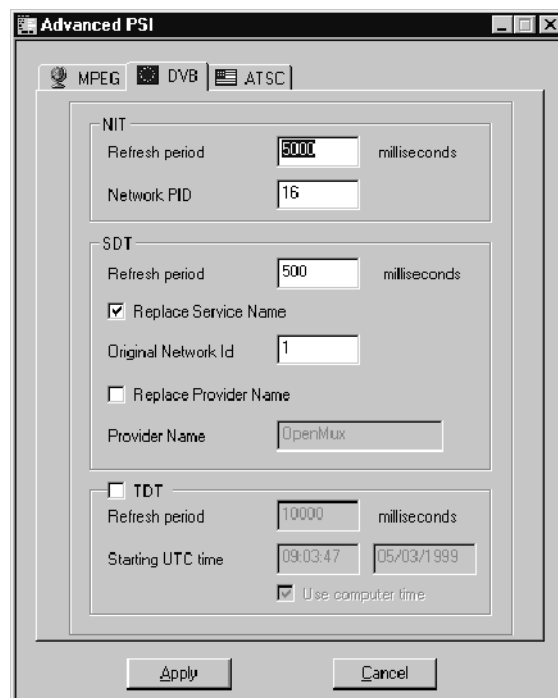 Advanced PSI
MPEG DVB ATSC
NIT
Refresh period 5000 milliseconds
Network PID 16
SDT
Refresh period 500 milliseconds
Replace Service Name
Original Network Id 1
Replace Provider Name
Provider Name OpenMux
TDT
Refresh period 10000 milliseconds
Starting UTC time 09:03:47 05/03/1999
Use computer time
Apply Cancel